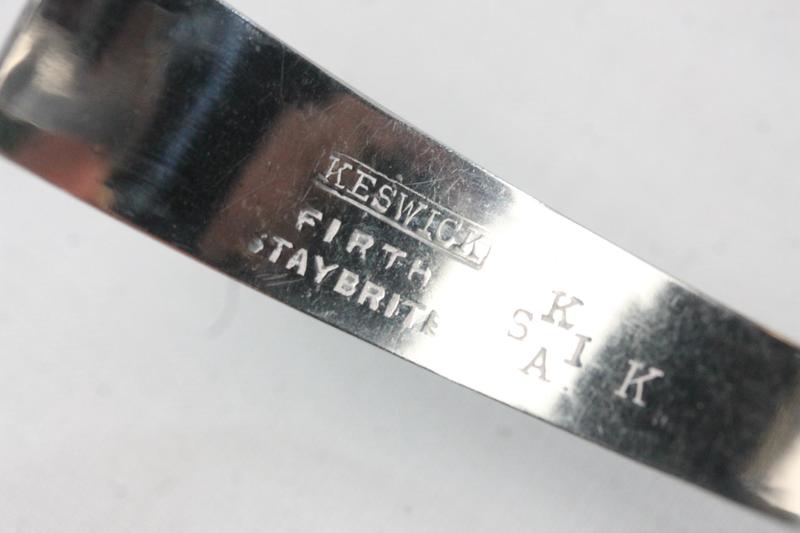 KESWICK
FIRTH
STAYBRITE
K
S I
A. K